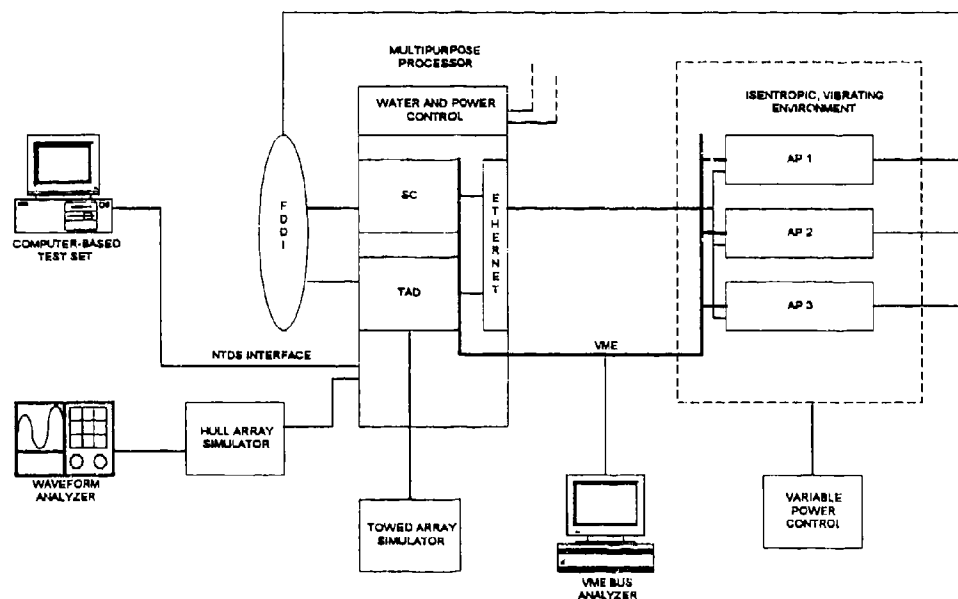 MULTIPURPOSE
PROCESSOR
WATER AND POWER
CONTROL
ISENTROPIC, VIBRATING
ENVIRONMENT
AP 1
AP 2
AP 3
FDDI
SC
TAD
ETHERNET
COMPUTER-BASED
TEST SET
NTDS INTERFACE
VME
HULL ARRAY
SIMULATOR
WAVEFORM
ANALYZER
TOWED ARRAY
SIMULATOR
VME BUS
ANALYZER
VARIABLE
POWER
CONTROL